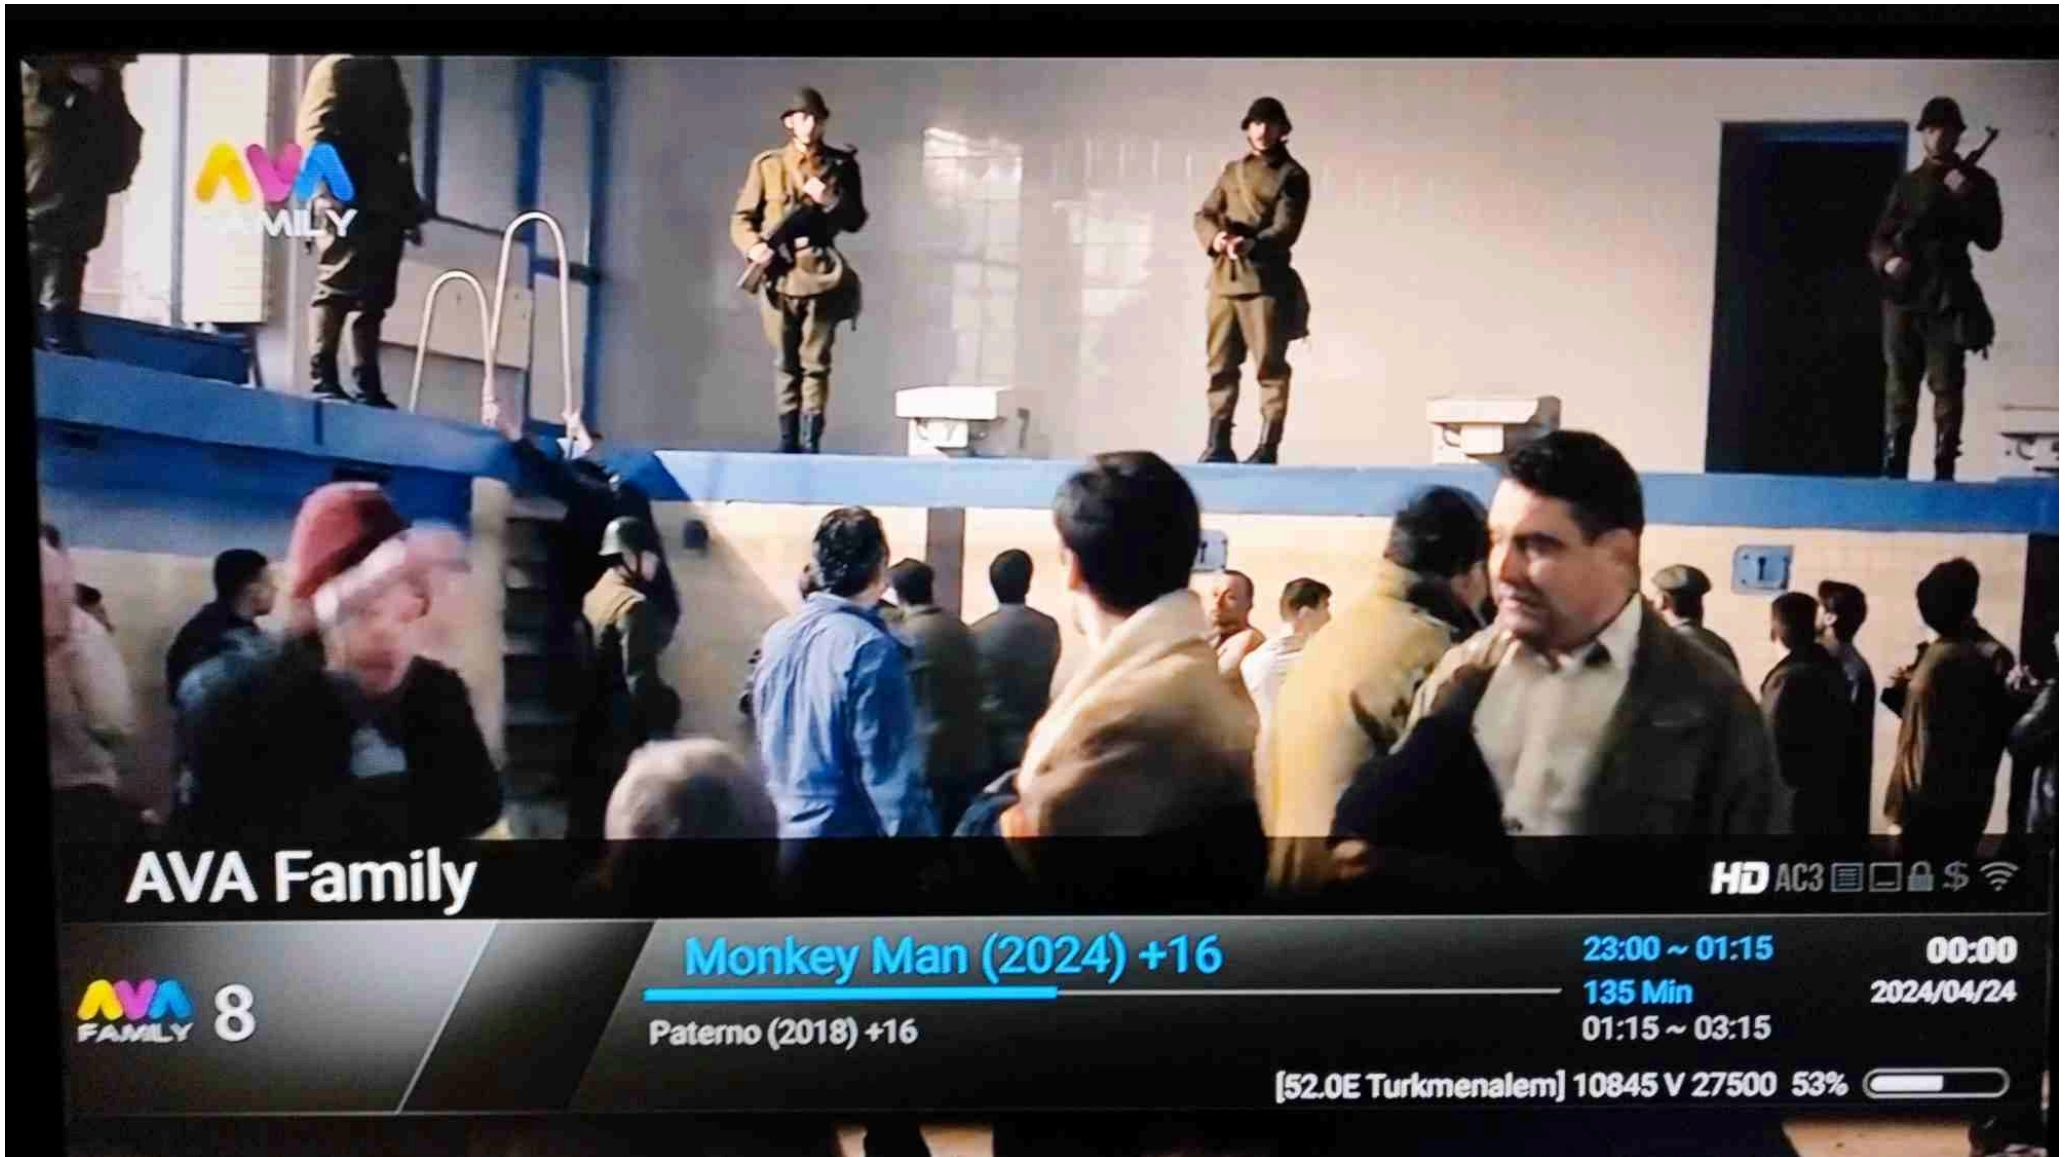 AVA
FAMILY
AVA Family
HD AC3 $
Monkey Man (2024) +16
23:00 ~ 01:15
00:00
135 Min
2024/04/24
AVA
FAMILY
8
Paterno (2018) +16
01:15 ~ 03:15
[52.0E Turkmenalem] 10845 V 27500 53%